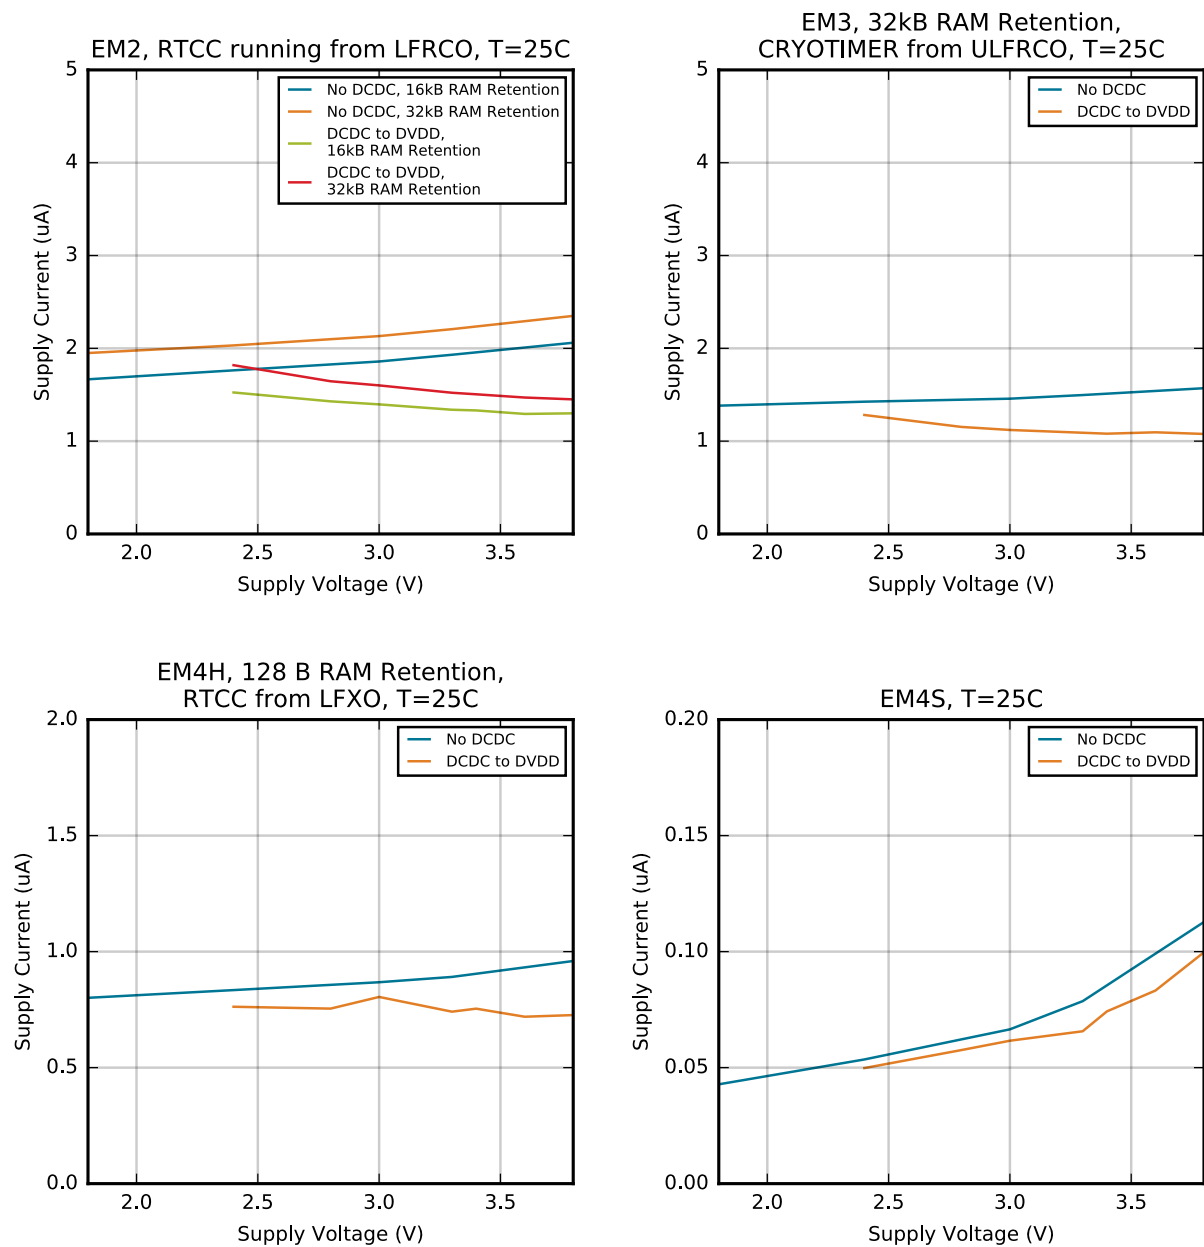 EM2, RTCC running from LFRCO, T=25C
5
4
3
2
1
0
Supply Current (uA)
No DCDC, 16kB RAM Retention
No DCDC, 32kB RAM Retention
DCDC to DVDD,
16kB RAM Retention
DCDC to DVDD,
32kB RAM Retention
2.0 2.5 3.0 3.5
Supply Voltage (V)
EM3, 32kB RAM Retention,
CRYOTIMER from ULFRCO, T=25C
5
4
3
2
1
0
Supply Current (uA)
No DCDC
DCDC to DVDD
2.0 2.5 3.0 3.5
Supply Voltage (V)
EM4H, 128 B RAM Retention,
RTCC from LFXO, T=25C
2.0
1.5
1.0
0.5
0.0
Supply Current (uA)
No DCDC
DCDC to DVDD
2.0 2.5 3.0 3.5
Supply Voltage (V)
EM4S, T=25C
0.20
0.15
0.10
0.05
0.00
Supply Current (uA)
No DCDC
DCDC to DVDD
2.0 2.5 3.0 3.5
Supply Voltage (V)